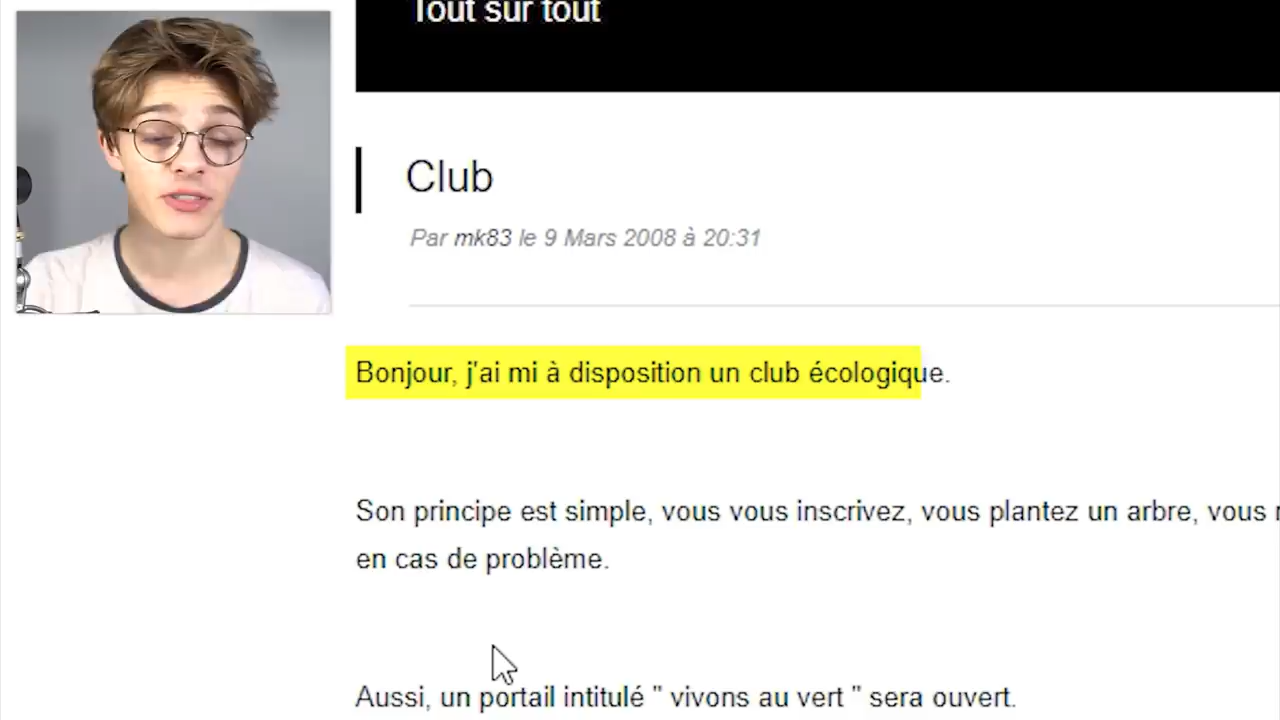 Tout sur tout
Club
Par mk83 le 9 Mars 2008 à 20:31
Bonjour, j'ai mi à disposition un club écologique.
Son principe est simple, vous vous inscrivez, vous plantez un arbre, vous
en cas de problème.
Aussi, un portail intitulé " vivons au vert " sera ouvert.